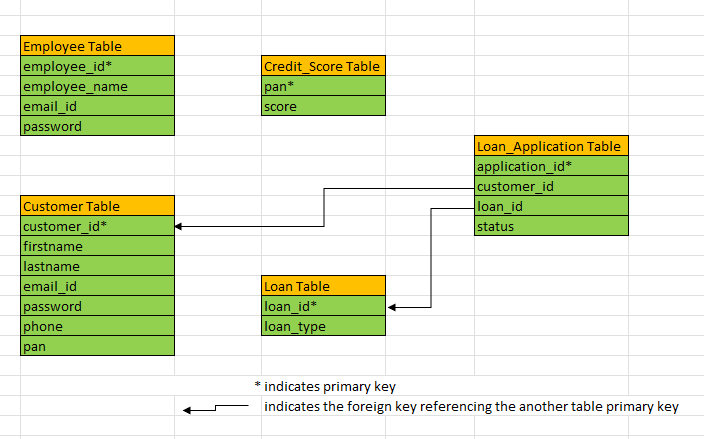 Employee Table
employee_id*
employee_name
email_id
password
Credit_Score Table
pan*
score
Loan_Application Table
application_id*
customer_id
loan_id
status
Customer Table
customer_id*
firstname
lastname
email_id
password
phone
pan
Loan Table
loan_id*
loan_type
* indicates primary key
indicates the foreign key referencing the another table primary key